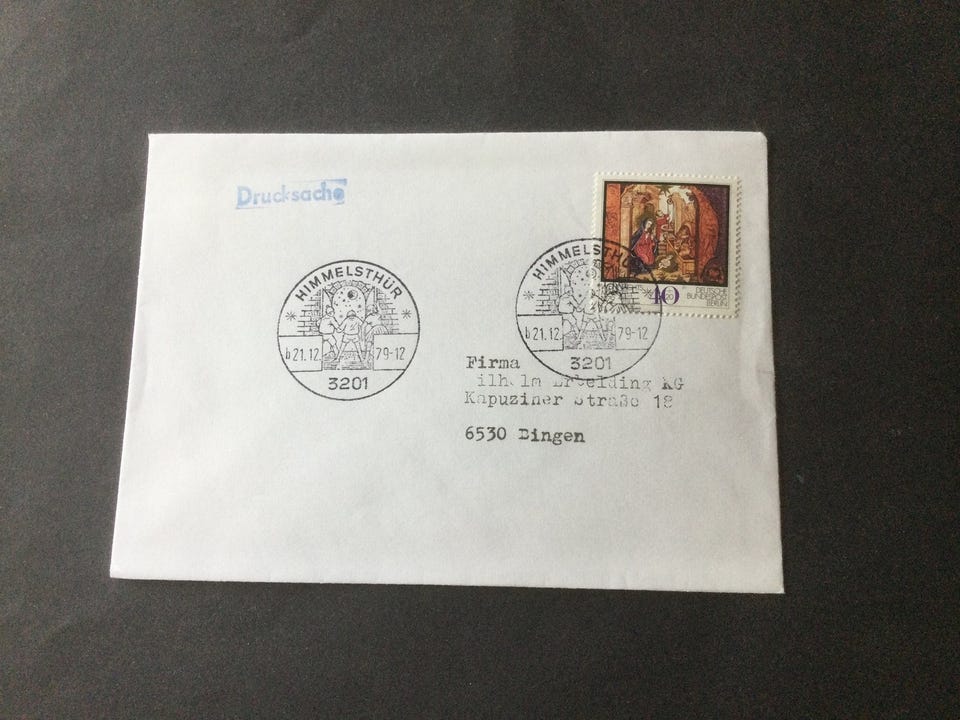 Drucksache
HIMMELSTHÜR
b 21.12. 79-12
3201
HIMMELSTHÜR
b 21.12. 79-12
3201
40
DEUTSCHE
BUNDESPOST
BERLIN
Firma
KG
Kapuziner Straße 18
6530 Bingen